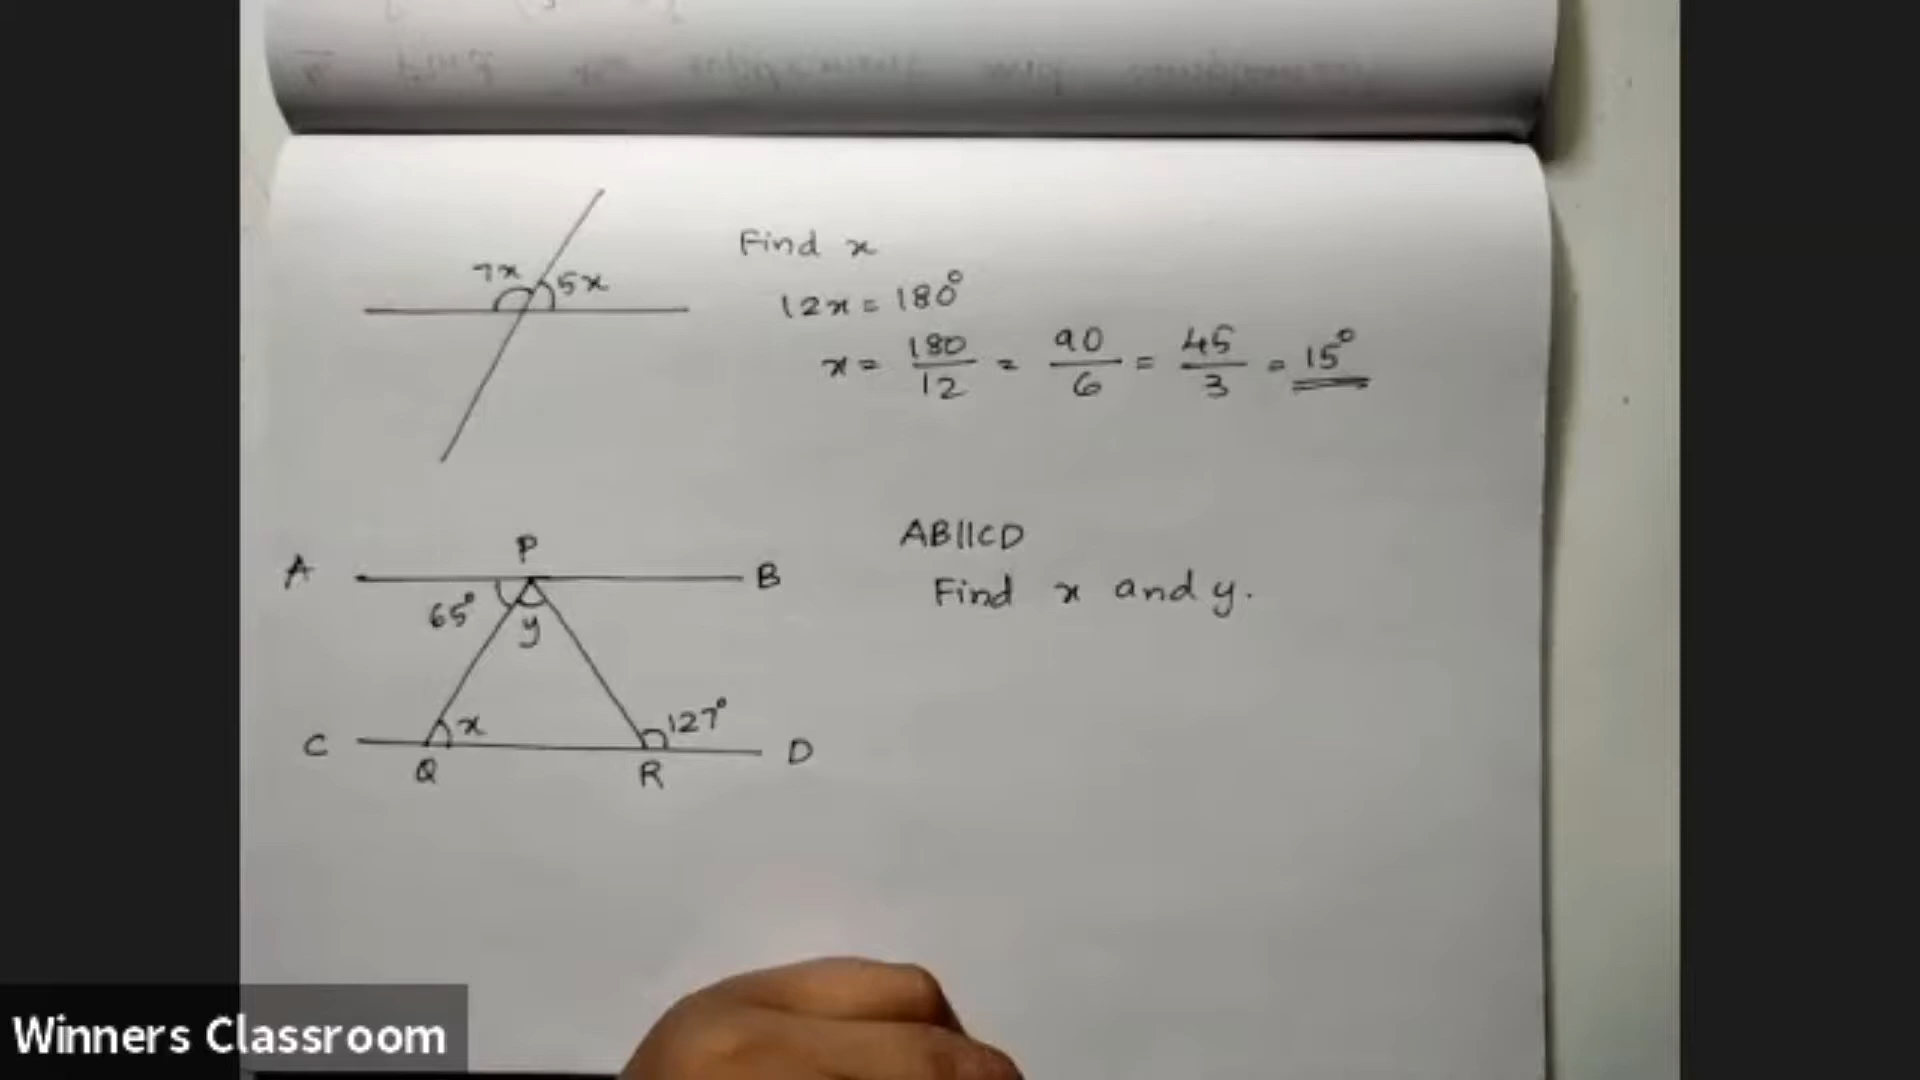 7x
5x
Find x
12x = 180°
x = 180/12 = 90/6 = 45/3 = 15°
AB||CD
Find x and y.
P
A
B
65°
y
x
127°
C
D
Q
R
Winners Classroom